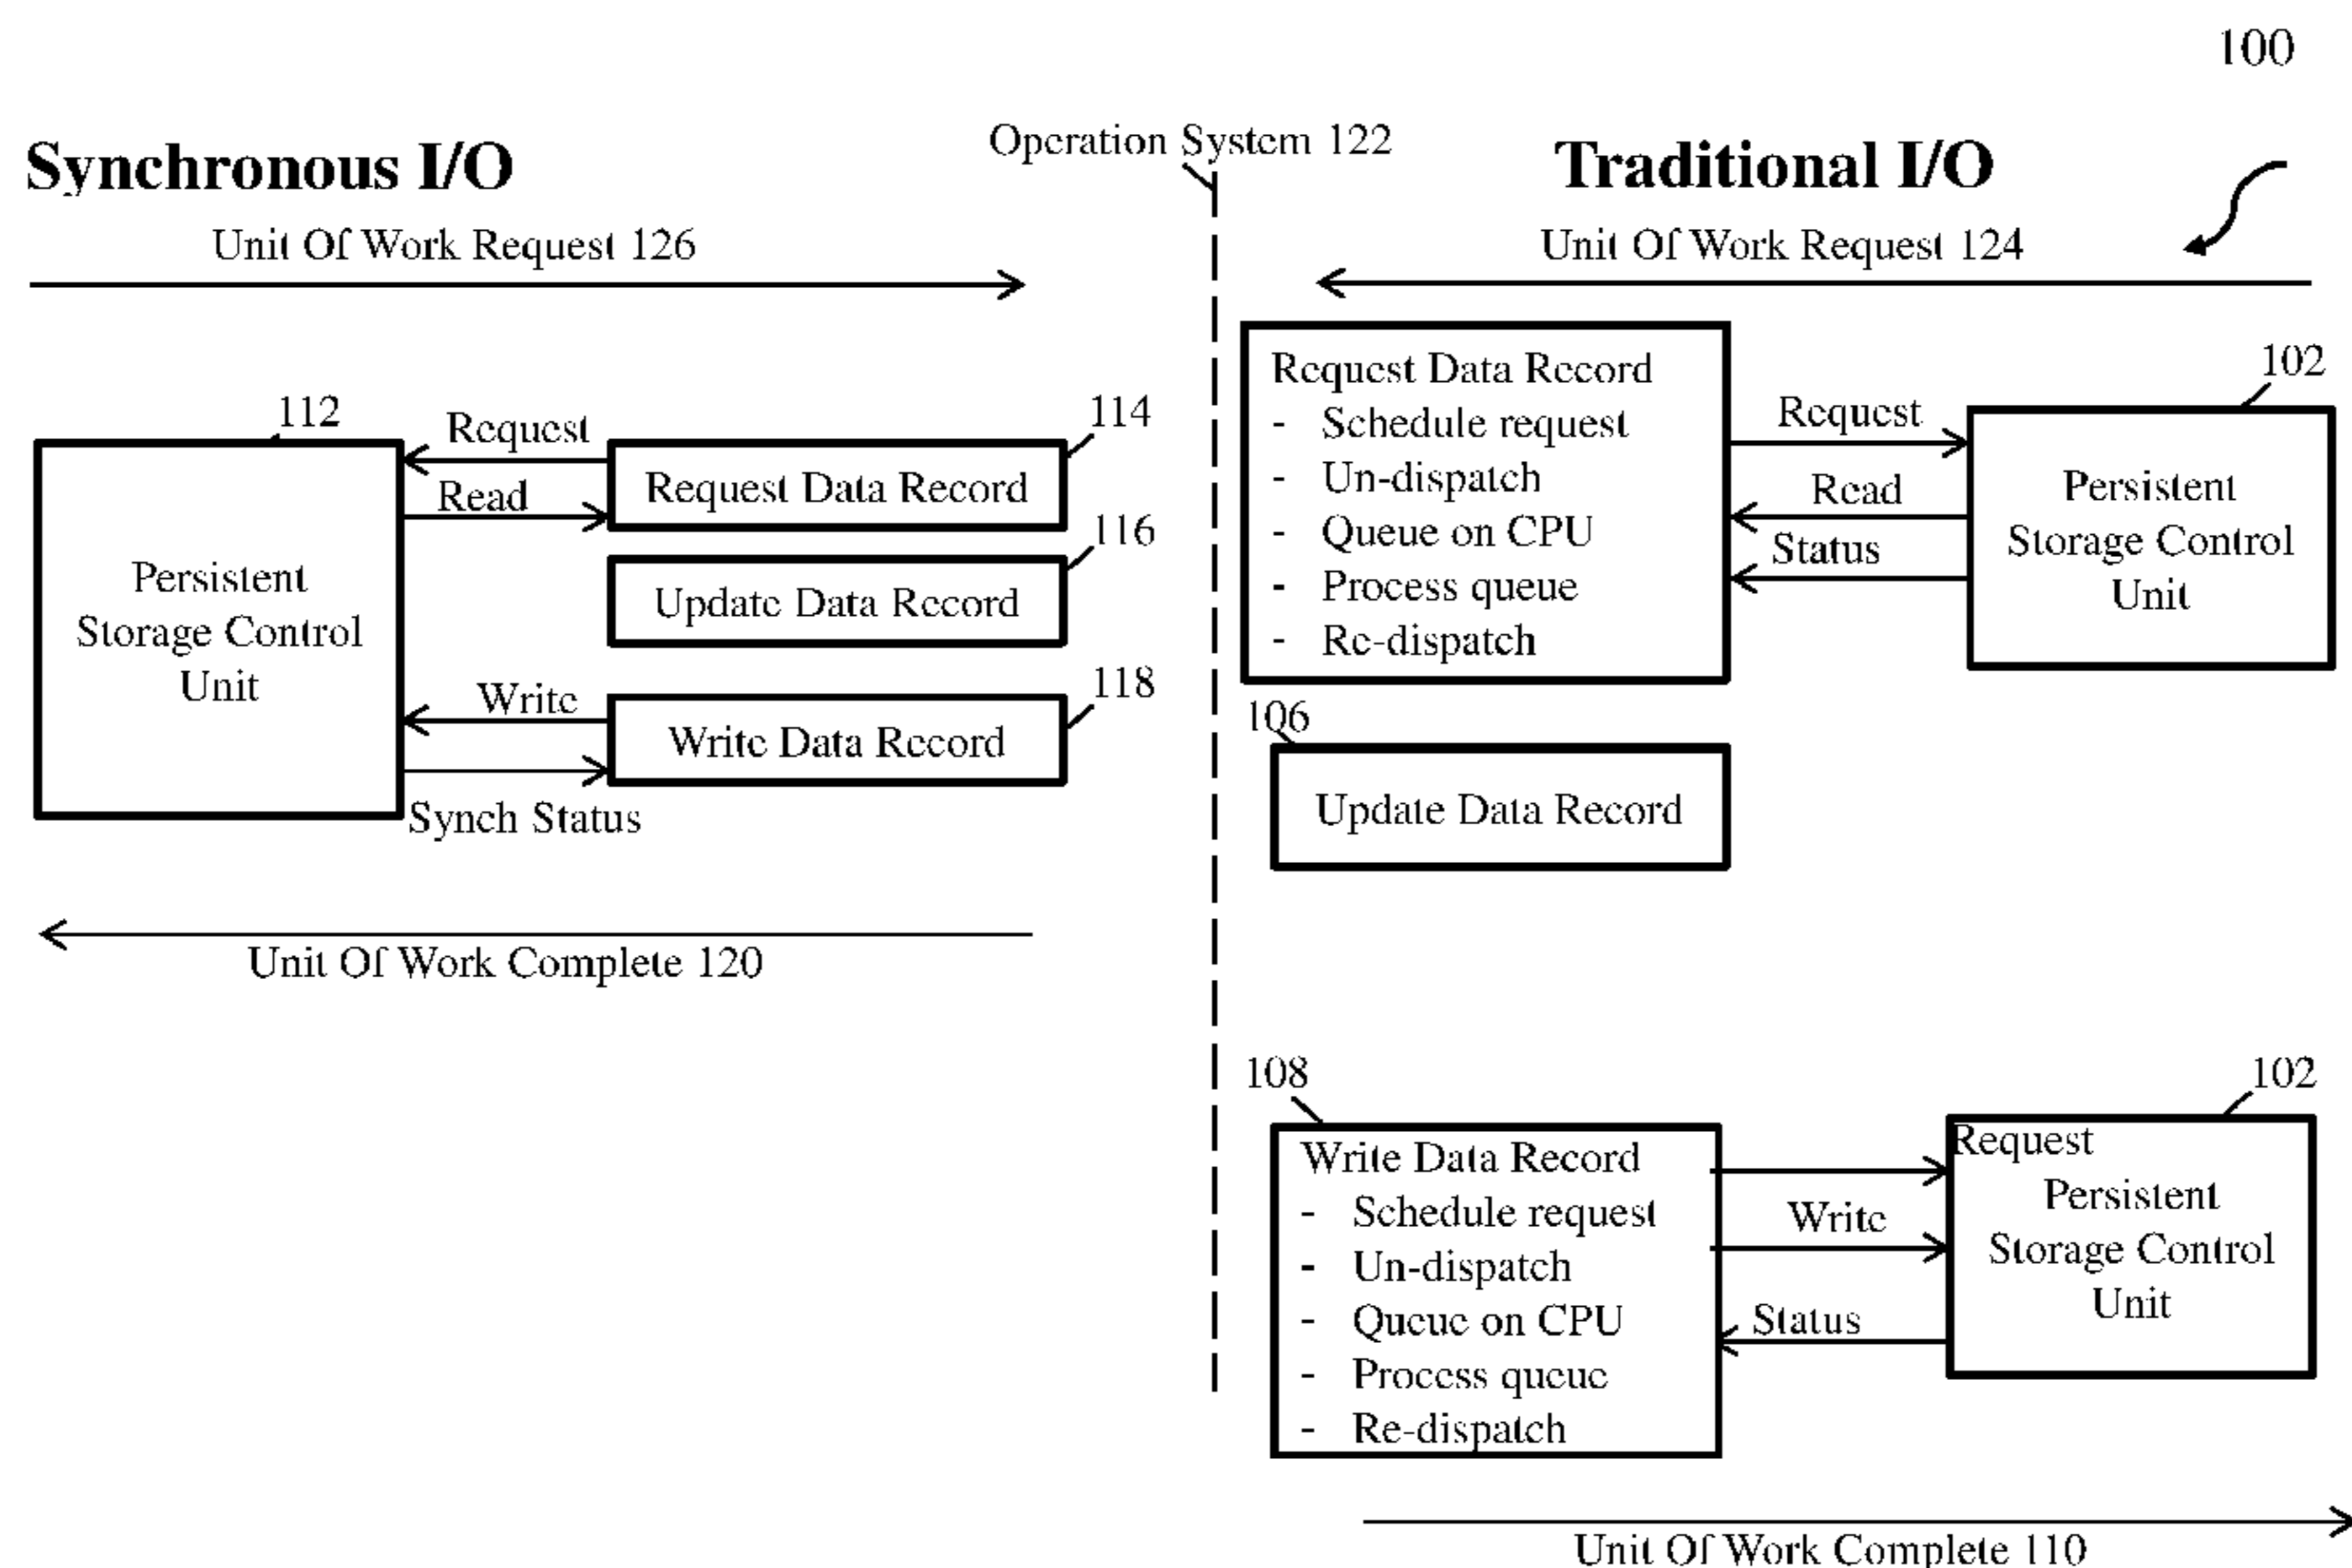 100
Operation System 122
Synchronous I/O
Unit Of Work Request 126
112
Request
Read
114
Request Data Record
116
Update Data Record
Persistent
Storage Control
Unit
118
Write
Write Data Record
Synch Status
Unit Of Work Complete 120
Traditional I/O
Unit Of Work Request 124
Request Data Record
- Schedule request
- Un-dispatch
- Queue on CPU
- Process queue
- Re-dispatch
Request
Read
Status
102
Persistent
Storage Control
Unit
106
Update Data Record
108
Write Data Record
- Schedule request
- Un-dispatch
- Queue on CPU
- Process queue
- Re-dispatch
Request
Write
Status
102
Persistent
Storage Control
Unit
Unit Of Work Complete 110